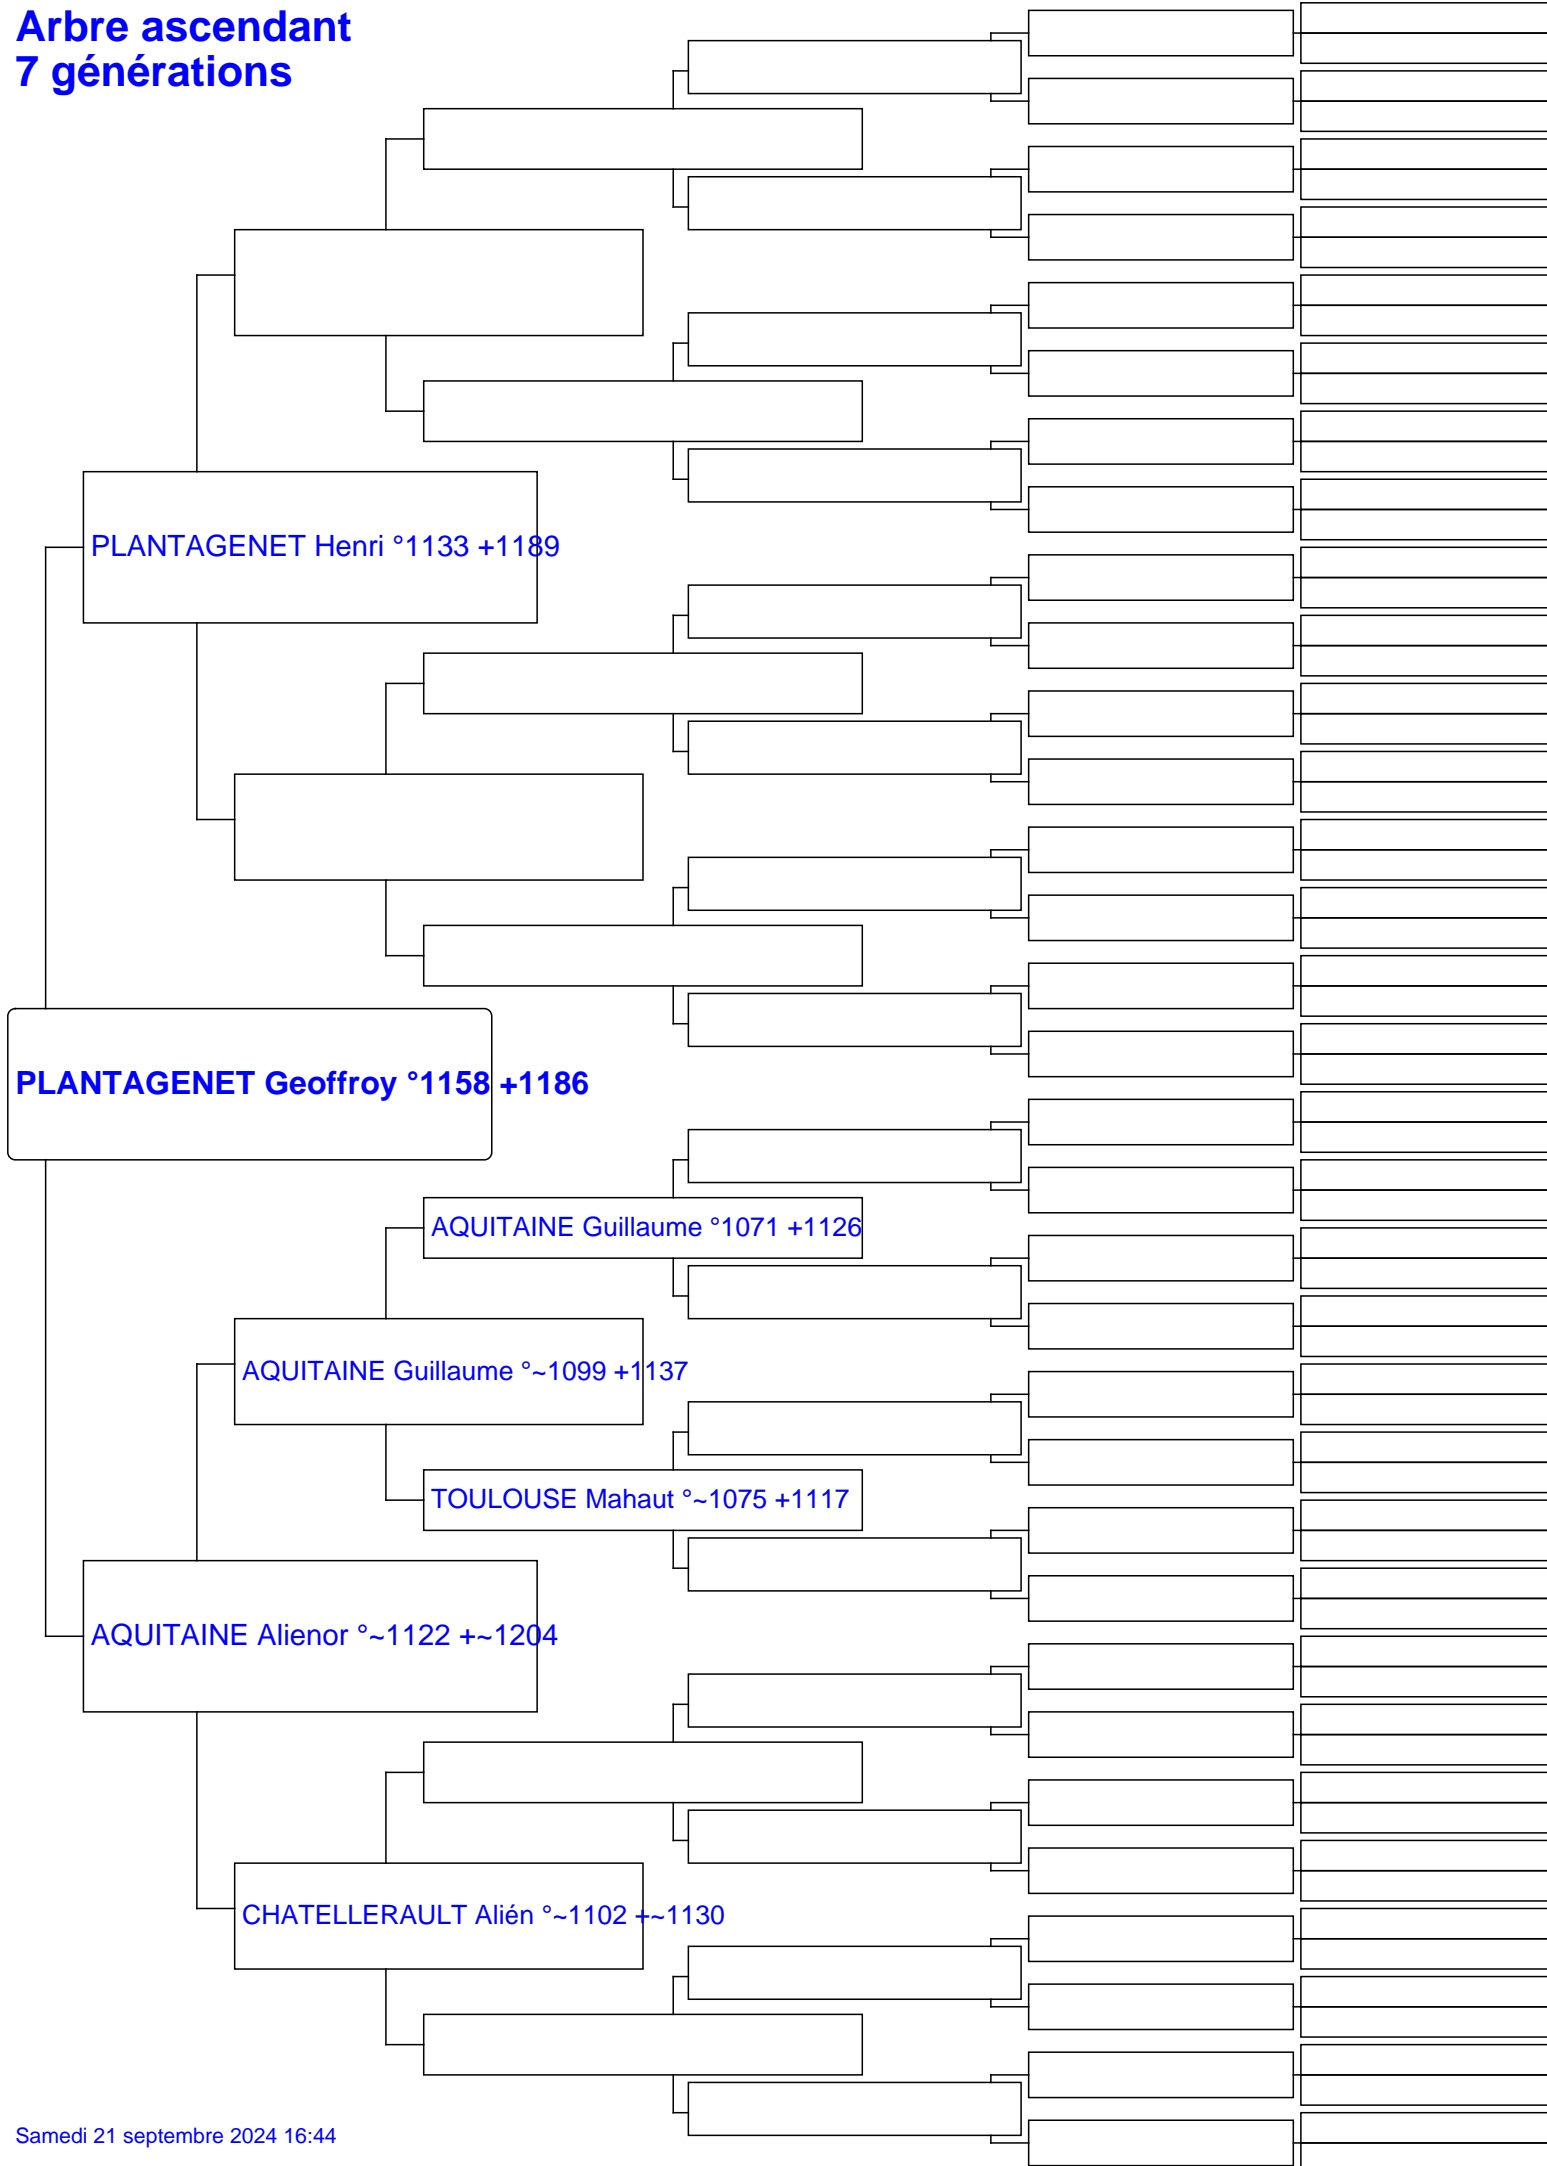 Arbre ascendant
7 générations
PLANTAGENET Henri °1133 +1189
PLANTAGENET Geoffroy °1158 +1186
AQUITAINE Guillaume °1071 +1126
AQUITAINE Guillaume °~1099 +1137
TOULOUSE Mahaut °~1075 +1117
AQUITAINE Alienor °~1122 +~1204
CHATELLERAULT Alién °~1102 +~1130
Samedi 21 septembre 2024 16:44